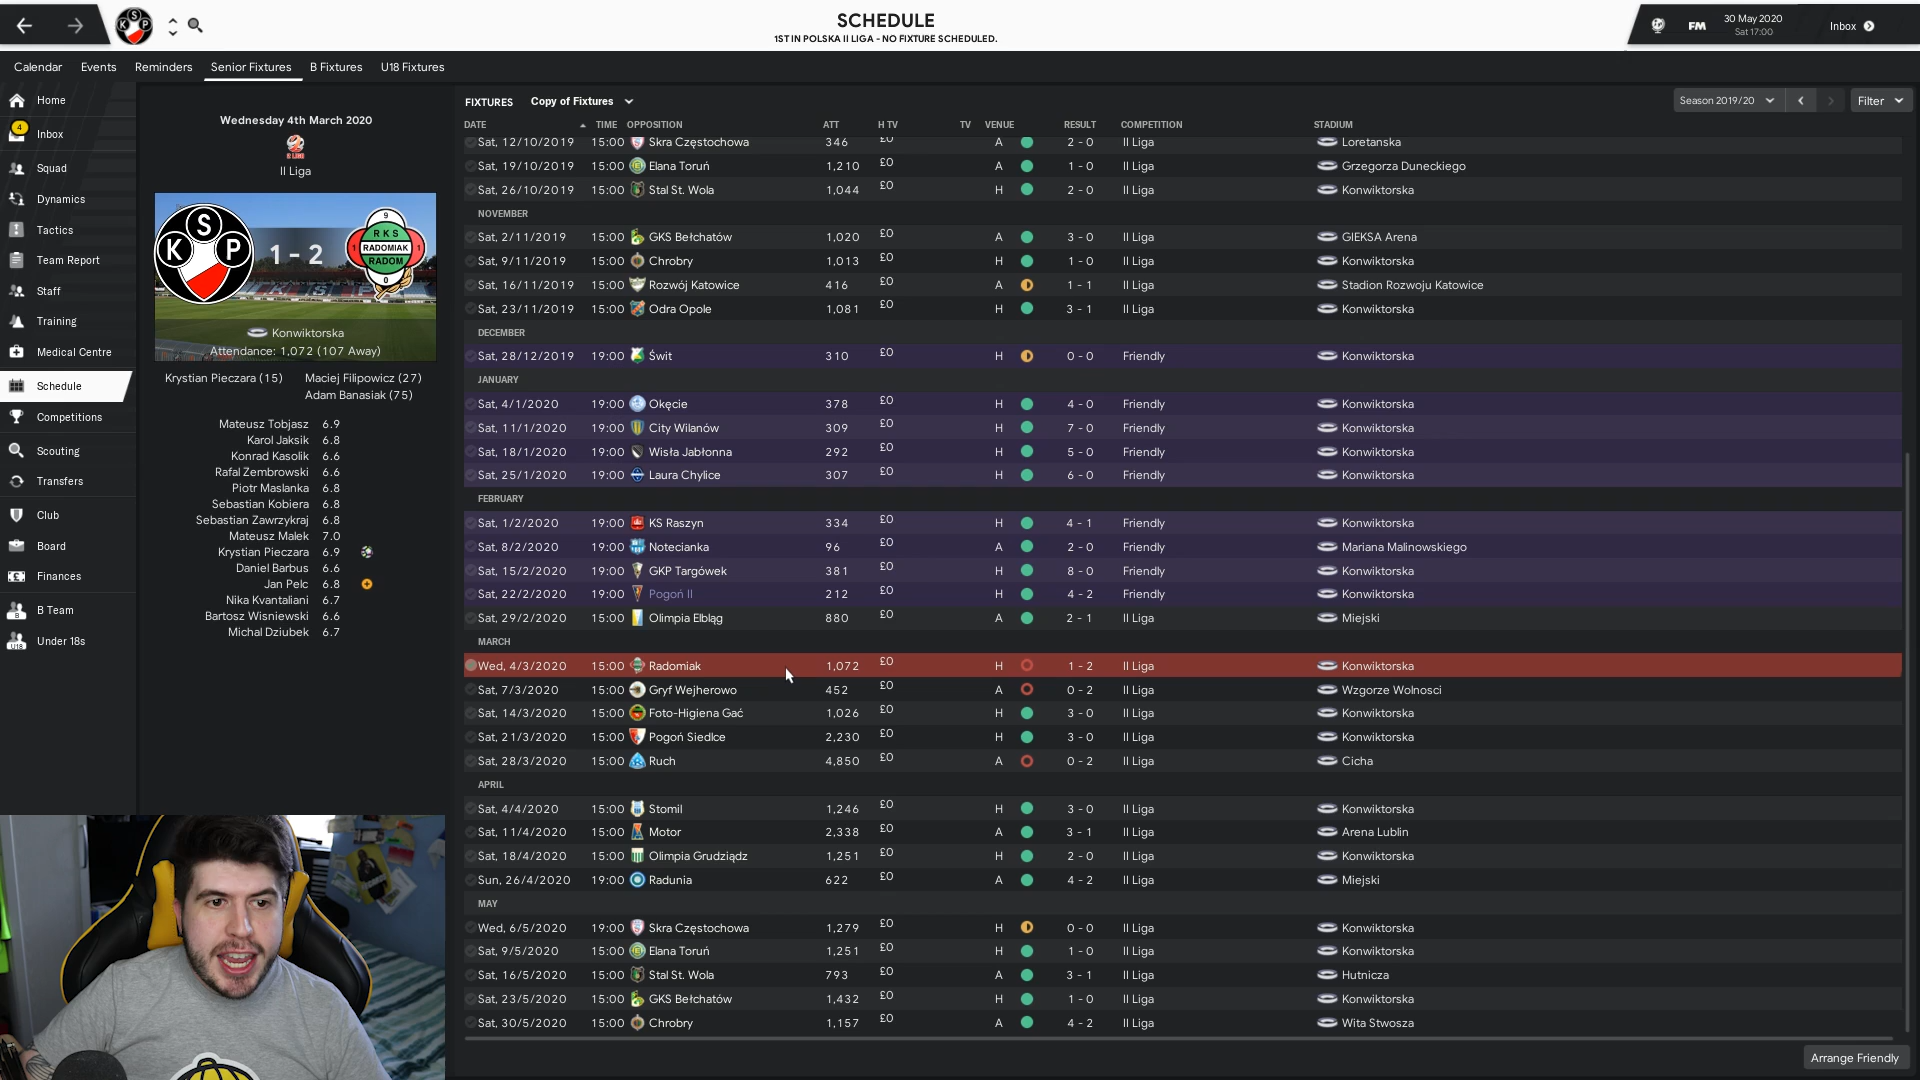 SCHEDULE
1ST IN POLSKA II LIGA - NO FIXTURE SCHEDULED.
FM
30 May 2020
Sat 17:00
Inbox
Calendar Events Reminders Senior Fixtures B Fixtures U18 Fixtures
Home
4
Inbox
Squad
Dynamics
Tactics
Team Report
Staff
Training
Medical Centre
Schedule
Competitions
Scouting
Transfers
Club
Board
Finances
B Team
Under 18s
Wednesday 4th March 2020
II Liga
K S P 1 - 2 RKS RADOMIAK RADOM
Konwiktorska
Attendance: 1,072 (107 Away)
Krystian Pieczara (15) Maciej Filipowicz (27)
Adam Banasiak (75)
Mateusz Tobjasz 6.9
Karol Jaksik 6.8
Konrad Kasolik 6.6
Rafal Zembrowski 6.6
Piotr Maslanka 6.8
Sebastian Kobiera 6.8
Sebastian Zawrzykraj 6.8
Mateusz Malek 7.0
Krystian Pieczara 6.9
Daniel Barbus 6.6
Jan Pelc 6.8
Nika Kvantaliani 6.7
Bartosz Wisniewski 6.6
Michal Dziubek 6.7
FIXTURES Copy of Fixtures Season 2019/20 Filter
DATE TIME OPPOSITION ATT H TV TV VENUE RESULT COMPETITION STADIUM
Sat, 12/10/2019 15:00 Skra Częstochowa 346 £0 A 2 - 0 II Liga Loretanska
Sat, 19/10/2019 15:00 Elana Toruń 1,210 £0 A 1 - 0 II Liga Grzegorza Duneckiego
Sat, 26/10/2019 15:00 Stal St. Wola 1,044 £0 H 2 - 0 II Liga Konwiktorska
NOVEMBER
Sat, 2/11/2019 15:00 GKS Bełchatów 1,020 £0 A 3 - 0 II Liga GIEKSA Arena
Sat, 9/11/2019 15:00 Chrobry 1,013 £0 H 1 - 0 II Liga Konwiktorska
Sat, 16/11/2019 15:00 Rozwój Katowice 416 £0 A 1 - 1 II Liga Stadion Rozwoju Katowice
Sat, 23/11/2019 15:00 Odra Opole 1,081 £0 H 3 - 1 II Liga Konwiktorska
DECEMBER
Sat, 28/12/2019 19:00 Świt 310 £0 H 0 - 0 Friendly Konwiktorska
JANUARY
Sat, 4/1/2020 19:00 Okęcie 378 £0 H 4 - 0 Friendly Konwiktorska
Sat, 11/1/2020 19:00 City Wilanów 309 £0 H 7 - 0 Friendly Konwiktorska
Sat, 18/1/2020 19:00 Wisła Jabłonna 292 £0 H 5 - 0 Friendly Konwiktorska
Sat, 25/1/2020 19:00 Laura Chylice 307 £0 H 6 - 0 Friendly Konwiktorska
FEBRUARY
Sat, 1/2/2020 19:00 KS Raszyn 334 £0 H 4 - 1 Friendly Konwiktorska
Sat, 8/2/2020 19:00 Notecianka 96 £0 A 2 - 0 Friendly Mariana Malinowskiego
Sat, 15/2/2020 19:00 GKP Targówek 381 £0 H 8 - 0 Friendly Konwiktorska
Sat, 22/2/2020 19:00 Pogoń II 212 £0 H 4 - 2 Friendly Konwiktorska
Sat, 29/2/2020 15:00 Olimpia Elbląg 880 £0 A 2 - 1 II Liga Miejski
MARCH
Wed, 4/3/2020 15:00 Radomiak 1,072 £0 H 1 - 2 II Liga Konwiktorska
Sat, 7/3/2020 15:00 Gryf Wejherowo 452 £0 A 0 - 2 II Liga Wzgorze Wolnosci
Sat, 14/3/2020 15:00 Foto-Higiena Gać 1,026 £0 H 3 - 0 II Liga Konwiktorska
Sat, 21/3/2020 15:00 Pogoń Siedlce 2,230 £0 H 3 - 0 II Liga Konwiktorska
Sat, 28/3/2020 15:00 Ruch 4,850 £0 A 0 - 2 II Liga Cicha
APRIL
Sat, 4/4/2020 15:00 Stomil 1,246 £0 H 3 - 0 II Liga Konwiktorska
Sat, 11/4/2020 15:00 Motor 2,338 £0 A 3 - 1 II Liga Arena Lublin
Sat, 18/4/2020 15:00 Olimpia Grudziądz 1,251 £0 H 2 - 0 II Liga Konwiktorska
Sun, 26/4/2020 19:00 Radunia 622 £0 A 4 - 2 II Liga Miejski
MAY
Wed, 6/5/2020 19:00 Skra Częstochowa 1,279 £0 H 0 - 0 II Liga Konwiktorska
Sat, 9/5/2020 15:00 Elana Toruń 1,251 £0 H 1 - 0 II Liga Konwiktorska
Sat, 16/5/2020 15:00 Stal St. Wola 793 £0 A 3 - 1 II Liga Hutnicza
Sat, 23/5/2020 15:00 GKS Bełchatów 1,432 £0 H 1 - 0 II Liga Konwiktorska
Sat, 30/5/2020 15:00 Chrobry 1,157 £0 A 4 - 2 II Liga Wita Stwosza
Arrange Friendly